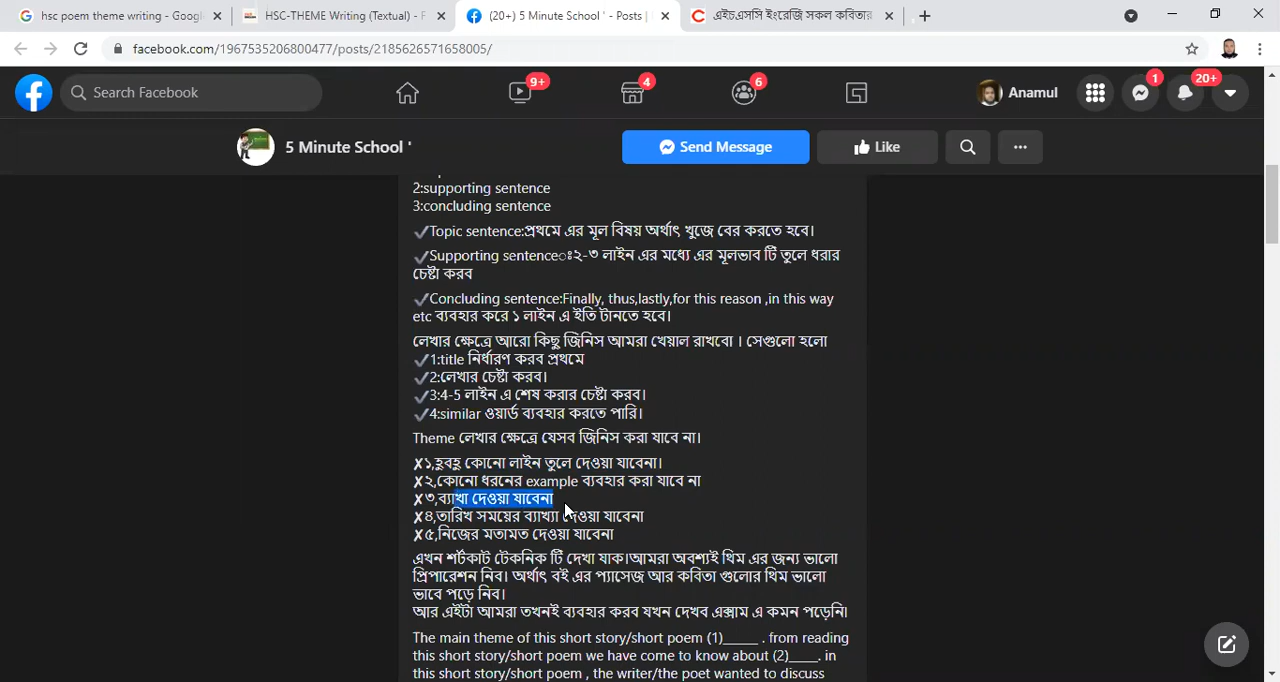 hsc poem theme writing - Googl
HSC-THEME Writing (Textual) - F
(20+) 5 Minute School ' - Posts |
এইচএসসি ইংরেজি সকল কবিতার
facebook.com/1967535206800477/posts/2185626571658005/
Search Facebook
9+
4
6
Anamul
1
20+
5 Minute School '
Send Message
Like
2:supporting sentence
3:concluding sentence
✓Topic sentence:প্রথমে এর মূল বিষয় অর্থাৎ খুজে বের করতে হবে।
✓Supporting sentenceঃ২-৩ লাইন এর মধ্যে এর মূলভাব টি তুলে ধরার
চেষ্টা করব
✓Concluding sentence:Finally, thus,lastly,for this reason ,in this way
etc ব্যবহার করে ১ লাইন এ ইতি টানতে হবে।
লেখার ক্ষেত্রে আরো কিছু জিনিস আমরা খেয়াল রাখবো । সেগুলো হলো
✓1:title নির্ধারণ করব প্রথমে
✓2:লেখার চেষ্টা করব।
✓3:4-5 লাইন এ শেষ করার চেষ্টা করব।
✓4:similar ওয়ার্ড ব্যবহার করতে পারি।
Theme লেখার ক্ষেত্রে যেসব জিনিস করা যাবে না।
✗১,হুবহু কোনো লাইন তুলে দেওয়া যাবেনা।
✗২,কোনো ধরনের example ব্যবহার করা যাবে না
✗৩,ব্যাখা দেওয়া যাবেনা
✗৪,তারিখ সময়ের ব্যাখ্যা দেওয়া যাবেনা
✗৫,নিজের মতামত দেওয়া যাবেনা
এখন শর্টকাট টেকনিক টি দেখা যাক।আমরা অবশ্যই থিম এর জন্য ভালো
প্রিপারেশন নিব। অর্থাৎ বই এর প্যাসেজ আর কবিতা গুলোর থিম ভালো
ভাবে পড়ে নিব।
আর এইটা আমরা তখনই ব্যবহার করব যখন দেখব এক্সাম এ কমন পড়েনি।
The main theme of this short story/short poem (1)_____ . from reading
this short story/short poem we have come to know about (2)____. in
this short story/short poem , the writer/the poet wanted to discuss